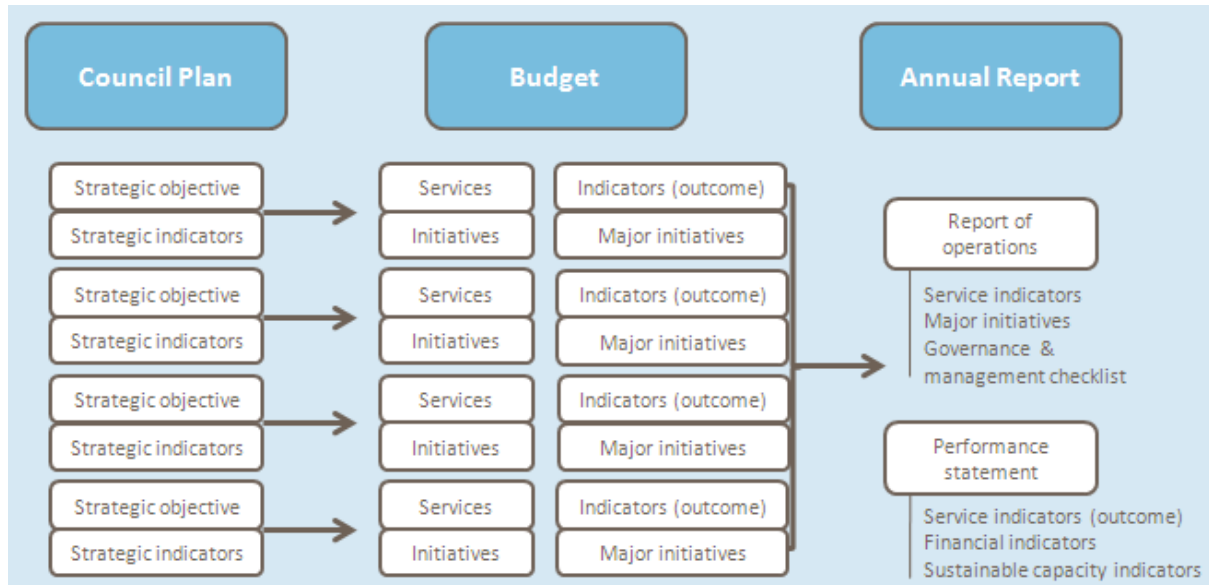 Council Plan
Budget
Annual Report
Strategic objective
Strategic indicators
Services
Initiatives
Indicators (outcome)
Major initiatives
Strategic objective
Strategic indicators
Services
Initiatives
Indicators (outcome)
Major initiatives
Strategic objective
Strategic indicators
Services
Initiatives
Indicators (outcome)
Major initiatives
Strategic objective
Strategic indicators
Services
Initiatives
Indicators (outcome)
Major initiatives
Report of
operations
Service indicators
Major initiatives
Governance &
management checklist
Performance
statement
Service indicators (outcome)
Financial indicators
Sustainable capacity indicators